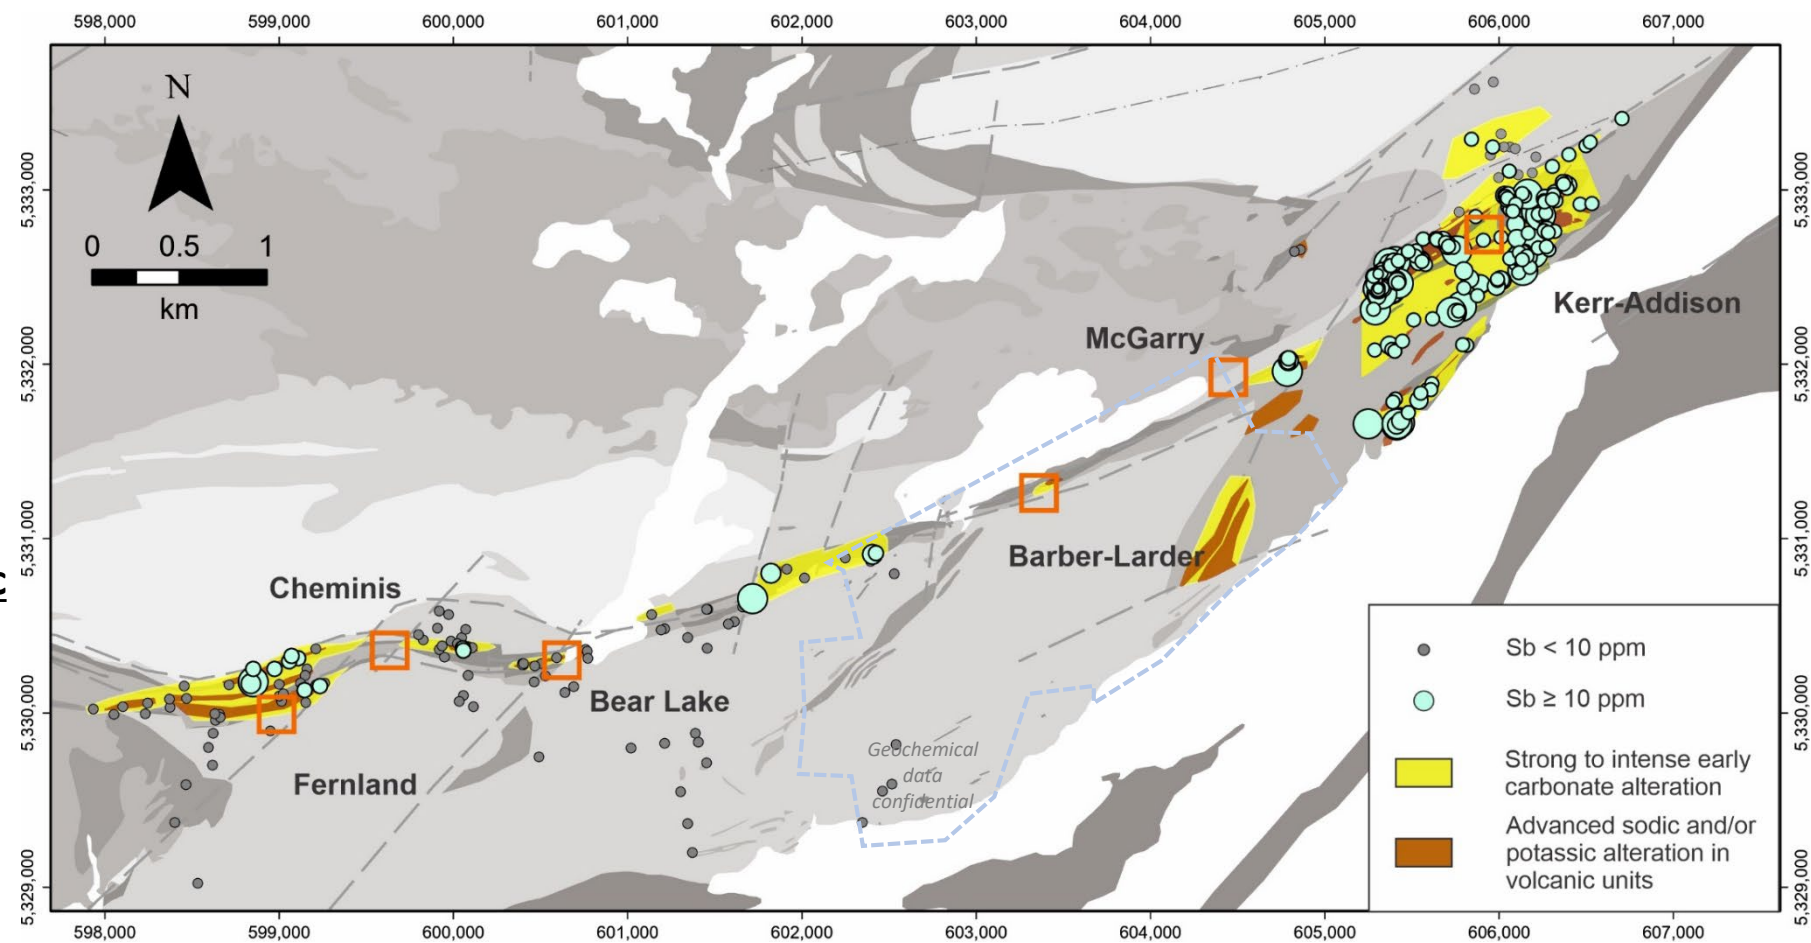 598,000 599,000 600,000 601,000 602,000 603,000 604,000 605,000 606,000 607,000
N
0 0.5 1
km
5,333,000 5,333,000
5,332,000 5,332,000
5,331,000 5,331,000
5,330,000 5,330,000
5,329,000 5,329,000
Kerr-Addison
McGarry
Barber-Larder
Cheminis
Bear Lake
Fernland
Geochemical
data
confidential
Sb < 10 ppm
Sb ≥ 10 ppm
Strong to intense early
carbonate alteration
Advanced sodic and/or
potassic alteration in
volcanic units
598,000 599,000 600,000 601,000 602,000 603,000 604,000 605,000 606,000 607,000